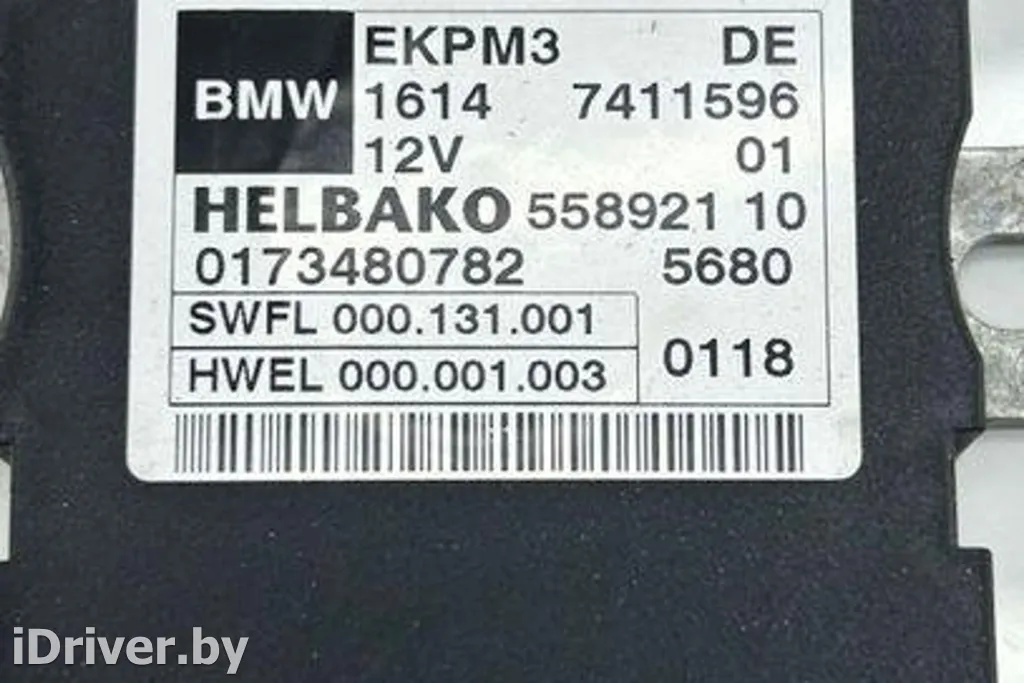 EKPM3 DE
BMW 1614 7411596
12V 01
HELBAKO 558921 10
0173480782 5680
SWFL 000.131.001
HWEL 000.001.003 0118
iDriver.by